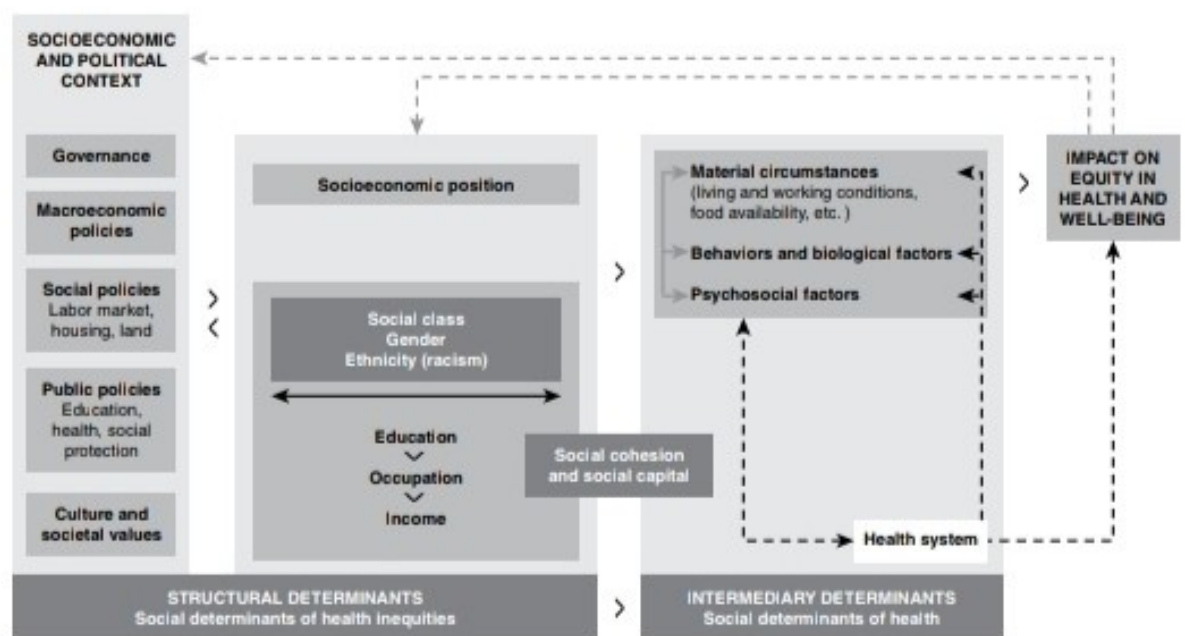 SOCIOECONOMIC
AND POLITICAL
CONTEXT
Governance
Macroeconomic
policies
Social policies
Labor market,
housing, land
Public policies
Education,
health, social
protection
Culture and
societal values
Socioeconomic position
Social class
Gender
Ethnicity (racism)
Education
Occupation
Income
Social cohesion
and social capital
Material circumstances
(living and working conditions,
food availability, etc. )
Behaviors and biological factors
Psychosocial factors
Health system
IMPACT ON
EQUITY IN
HEALTH AND
WELL-BEING
STRUCTURAL DETERMINANTS
Social determinants of health inequities
INTERMEDIARY DETERMINANTS
Social determinants of health